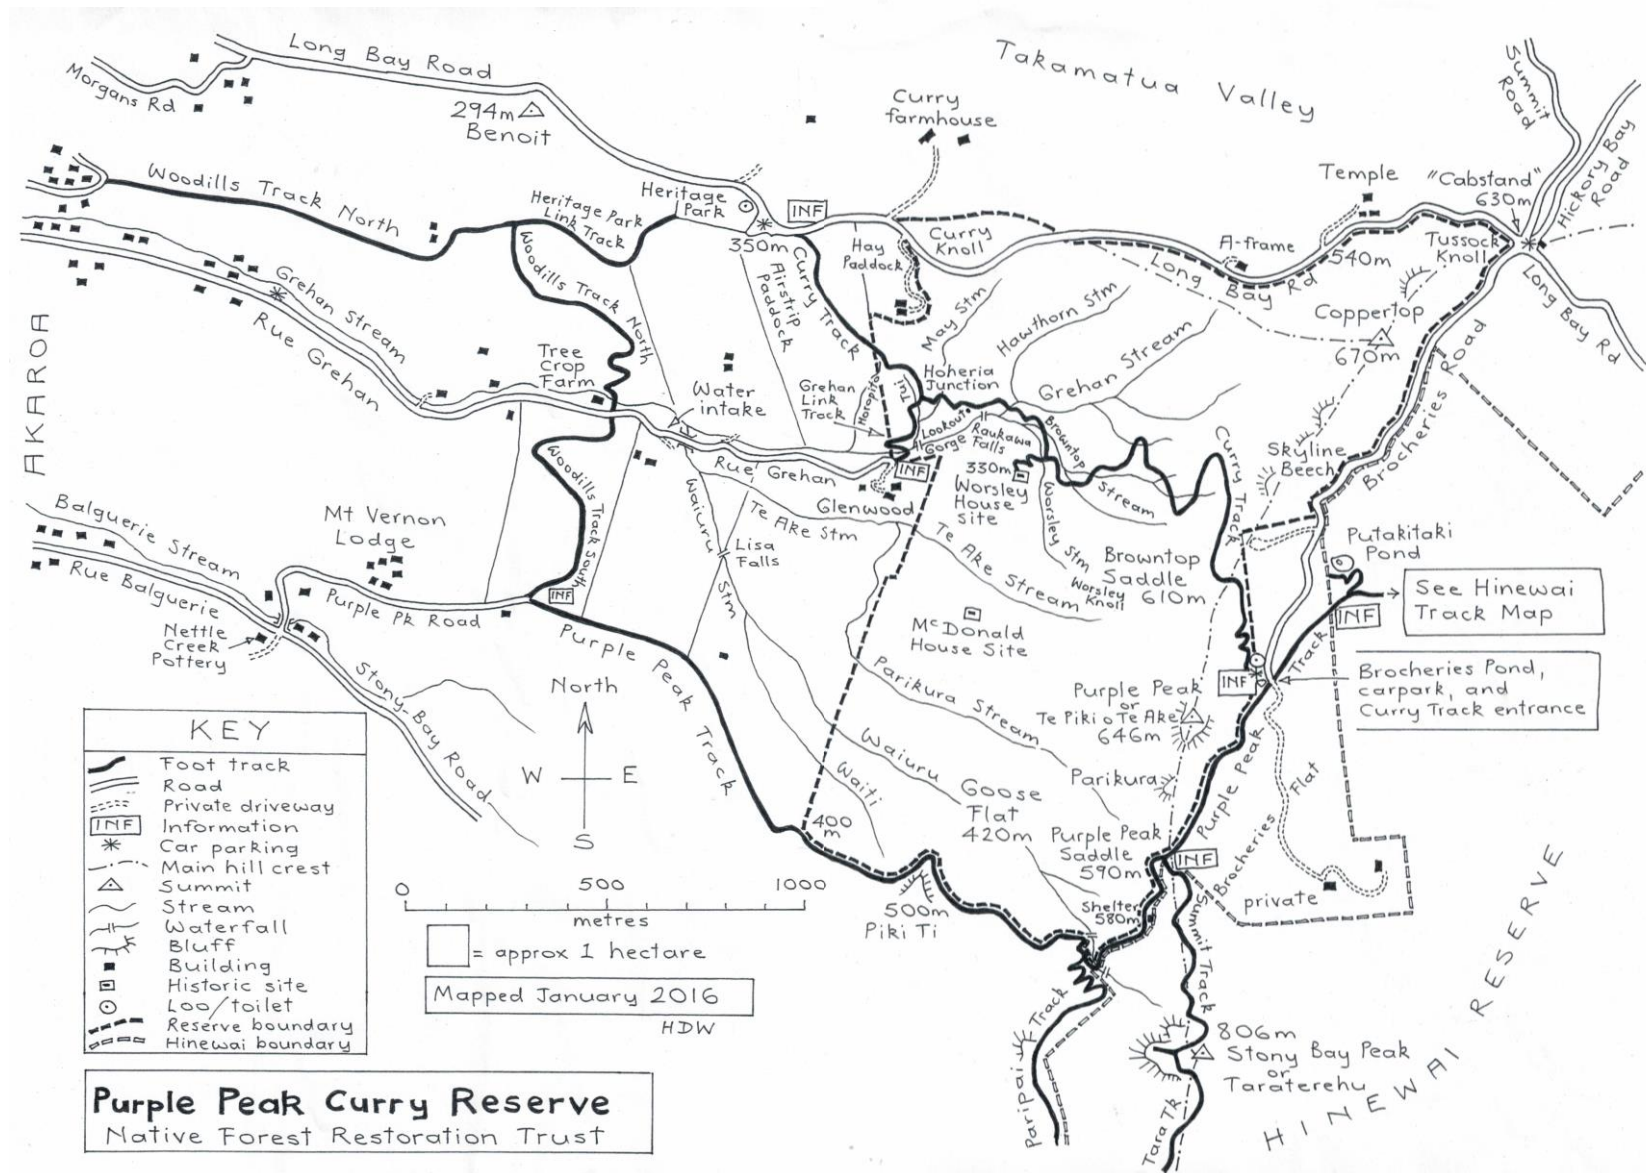 Long Bay Road
Morgans Rd
294m
Benoit
Takamatua Valley
Curry
farmhouse
Summit
Road
Hickory Bay
Road
"Cabstand"
630m
Temple
Woodills Track North
Heritage Park
Link Track
Heritage
Park
INF
350m
Curry
Knoll
Hay
Paddock
A-frame
540m
Tussock
Knoll
Long Bay Rd
Long
Bay Rd
Coppertop
670m
Woodills Track North
Airstrip
Paddock
Curry Track
May Stm
Hawthorn Stm
Grehan Stream
AKAROA
Grehan Stream
Rue Grehan
Tree
Crop
Farm
Water
intake
Grehan
Link
Track
Horopito
Tui
Hoheria
Junction
Lookout
Gorge
Raukawa
Falls
Browntop
Stream
Curry Track
Skyline
Beech
Brocheries Road
INF
330m
Worsley
House
Site
Rue Grehan
Glenwood
Woodills Track South
Waiuru Stm
Te Ake Stm
Lisa
Falls
Te Ake Stream
Worsley Stm
Worsley
Knoll
Browntop
Saddle
610m
Putakitaki
Pond
See Hinewai
Track Map
INF
Balguerie Stream
Rue Balguerie
Mt Vernon
Lodge
Purple Pk Road
INF
Nettle
Creek
Pottery
Stony Bay Road
Purple Peak Track
McDonald
House Site
Parikura Stream
Purple Peak
or
Te Piki o Te Ake
646m
INF
Track
Brocheries Pond,
carpark, and
Curry Track entrance
North
W E
S
Waiuru
Waiti
Parikura
Goose
Flat
420m
Purple Peak
Saddle
590m
INF
Purple Peak
Brocheries Flat
private
400
m
500m
Piki Ti
Shelter
580m
Summit Track
Paripai Track
806m
Stony Bay Peak
or
Taraterehu
Tara Tk
HINEWAI RESERVE
KEY
Foot track
Road
Private driveway
INF Information
Car parking
Main hill crest
Summit
Stream
Waterfall
Bluff
Building
Historic site
Loo/toilet
Reserve boundary
Hinewai boundary
0 500 1000
metres
= approx 1 hectare
Mapped January 2016
HDW
Purple Peak Curry Reserve
Native Forest Restoration Trust